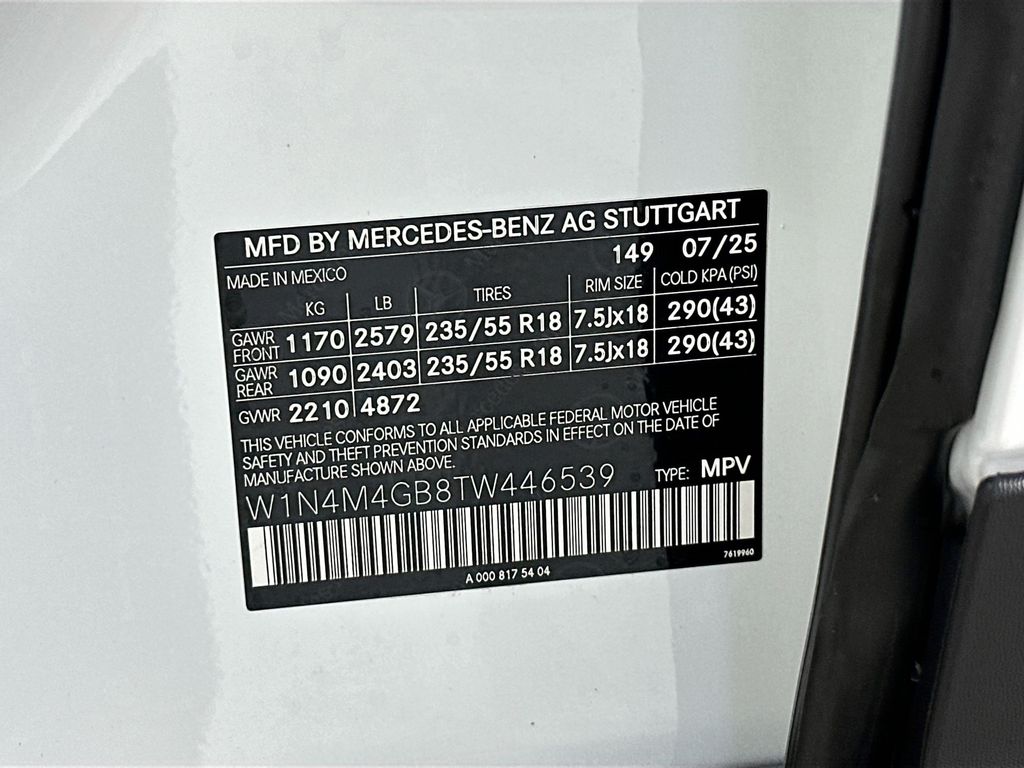 MFD BY MERCEDES-BENZ AG STUTTGART
149 07/25
MADE IN MEXICO
KG LB TIRES RIM SIZE COLD KPA (PSI)
GAWR FRONT 1170 2579 235/55 R18 7.5Jx18 290(43)
GAWR REAR 1090 2403 235/55 R18 7.5Jx18 290(43)
GVWR 2210 4872
THIS VEHICLE CONFORMS TO ALL APPLICABLE FEDERAL MOTOR VEHICLE
SAFETY AND THEFT PREVENTION STANDARDS IN EFFECT ON THE DATE OF
MANUFACTURE SHOWN ABOVE.
W1N4M4GB8TW446539 TYPE: MPV
7619960
A 000 817 54 04